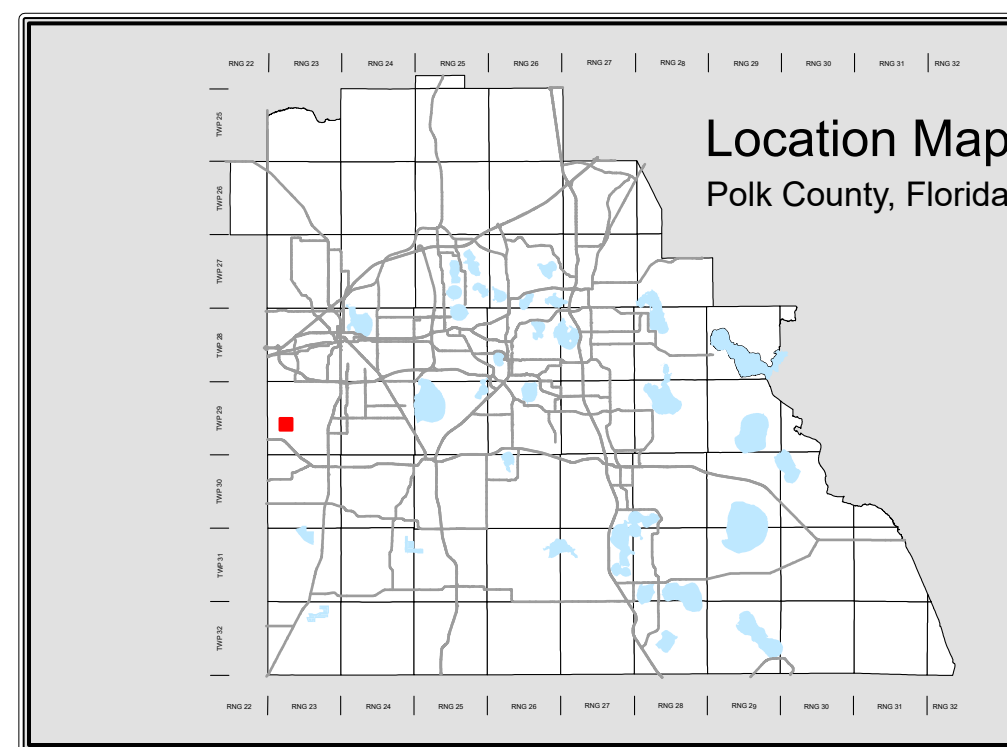 RNG 22 RNG 23 RNG 24 RNG 25 RNG 26 RNG 27 RNG 28 RNG 29 RNG 30 RNG 31 RNG 32
Location Map
Polk County, Florida
TWP 25
TWP 26
TWP 27
TWP 28
TWP 29
TWP 30
TWP 31
TWP 32
RNG 22 RNG 23 RNG 24 RNG 25 RNG 26 RNG 27 RNG 28 RNG 29 RNG 30 RNG 31 RNG 32